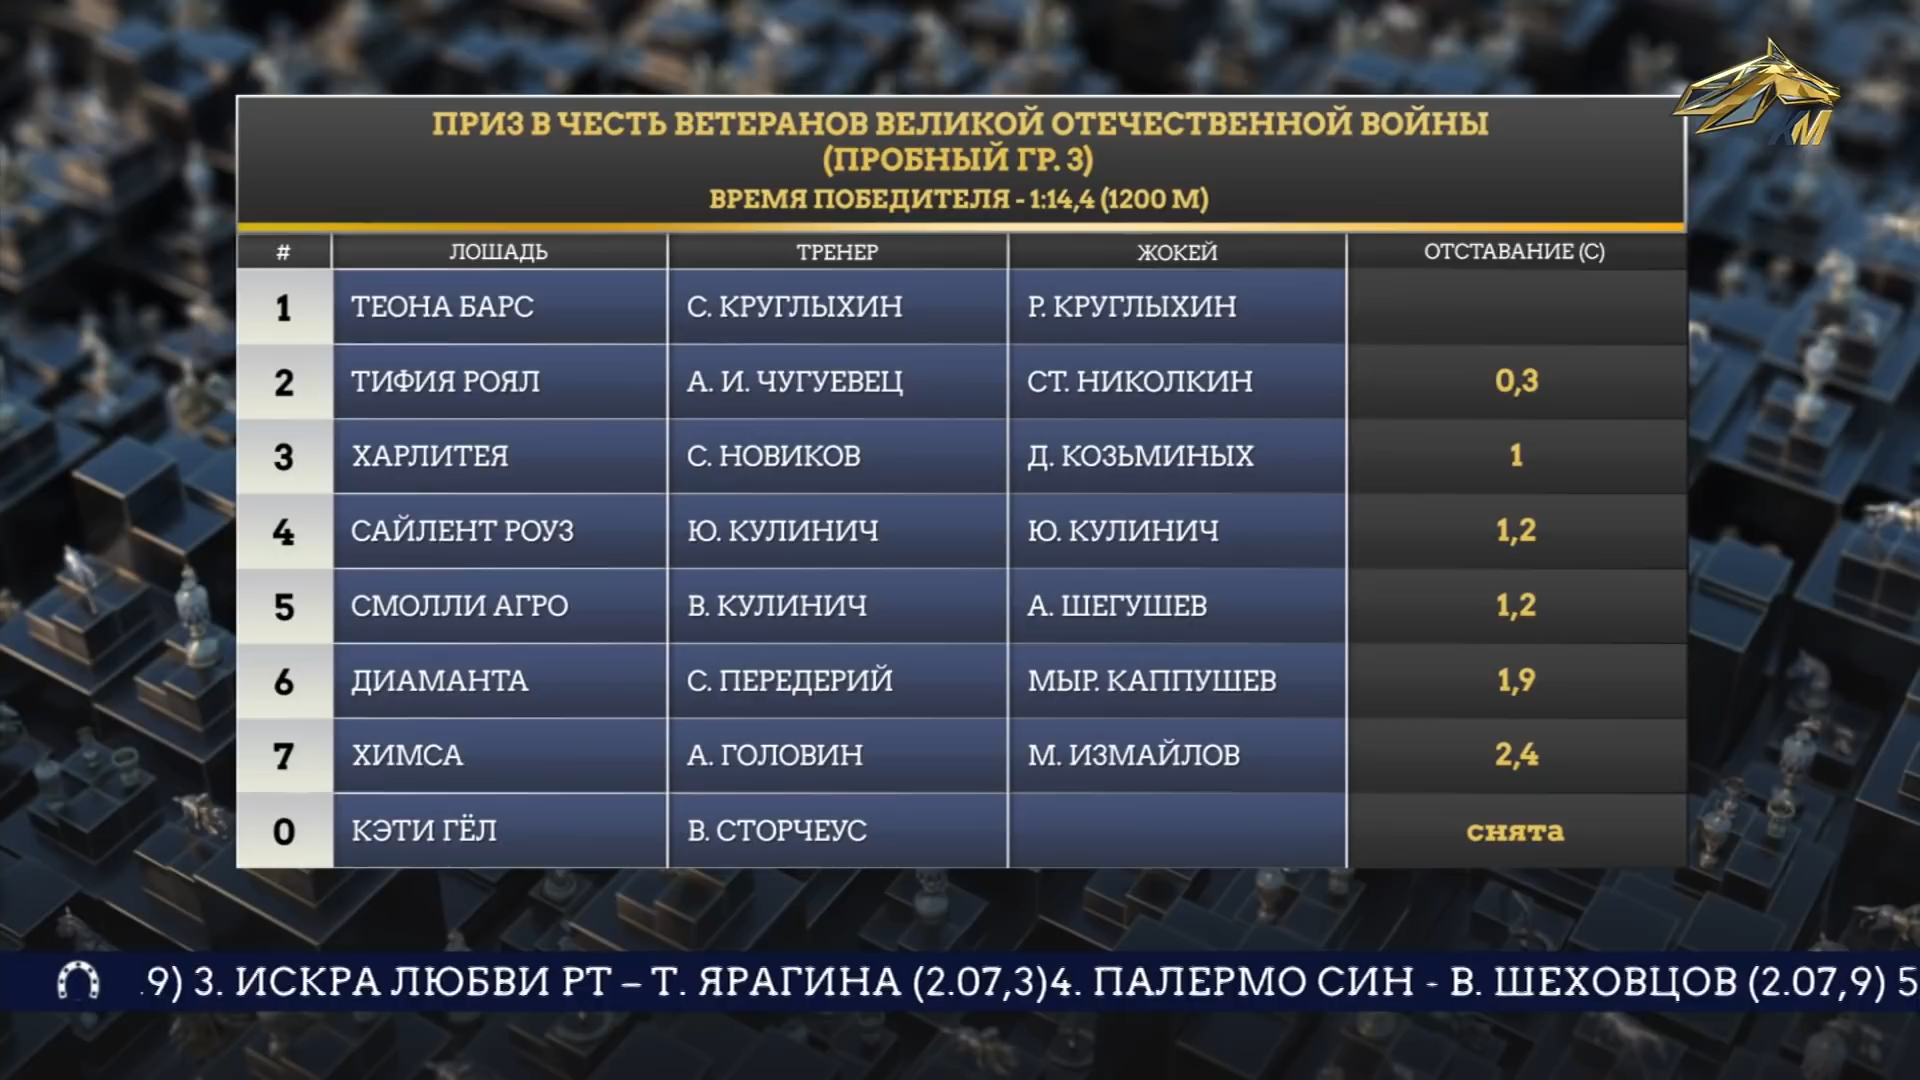 ПРИЗ В ЧЕСТЬ ВЕТЕРАНОВ ВЕЛИКОЙ ОТЕЧЕСТВЕННОЙ ВОЙНЫ
(ПРОБНЫЙ ГР. 3)
ВРЕМЯ ПОБЕДИТЕЛЯ - 1:14,4 (1200 М)
# ЛОШАДЬ ТРЕНЕР ЖОКЕЙ ОТСТАВАНИЕ (С)
1 ТЕОНА БАРС С. КРУГЛЫХИН Р. КРУГЛЫХИН
2 ТИФИЯ РОЯЛ А. И. ЧУГУЕВЕЦ СТ. НИКОЛКИН 0,3
3 ХАРЛИТЕЯ С. НОВИКОВ Д. КОЗЬМИНЫХ 1
4 САЙЛЕНТ РОУЗ Ю. КУЛИНИЧ Ю. КУЛИНИЧ 1,2
5 СМОЛЛИ АГРО В. КУЛИНИЧ А. ШЕГУШЕВ 1,2
6 ДИАМАНТА С. ПЕРЕДЕРИЙ МЫР. КАППУШЕВ 1,9
7 ХИМСА А. ГОЛОВИН М. ИЗМАЙЛОВ 2,4
0 КЭТИ ГЁЛ В. СТОРЧЕУС снята
.9) 3. ИСКРА ЛЮБВИ РТ – Т. ЯРАГИНА (2.07,3)4. ПАЛЕРМО СИН - В. ШЕХОВЦОВ (2.07,9) 5